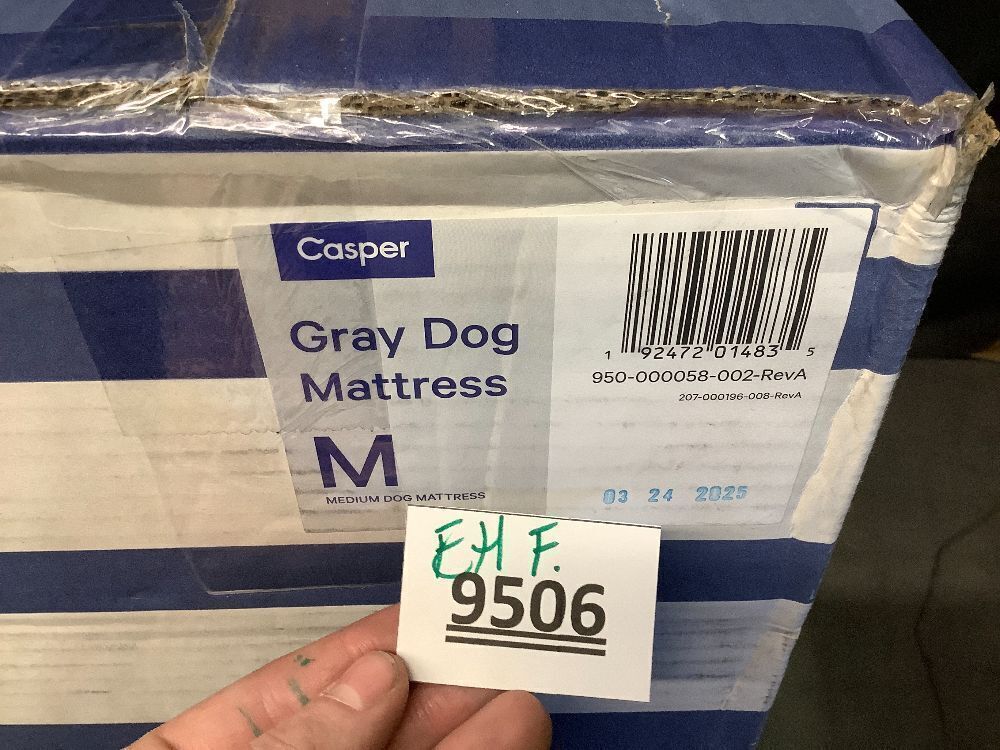 Casper
Gray Dog
Mattress
M
MEDIUM DOG MATTRESS
1 92472 01483 5
950-000058-002-RevA
207-000196-008-RevA
03 24 2025
EH F.
9506